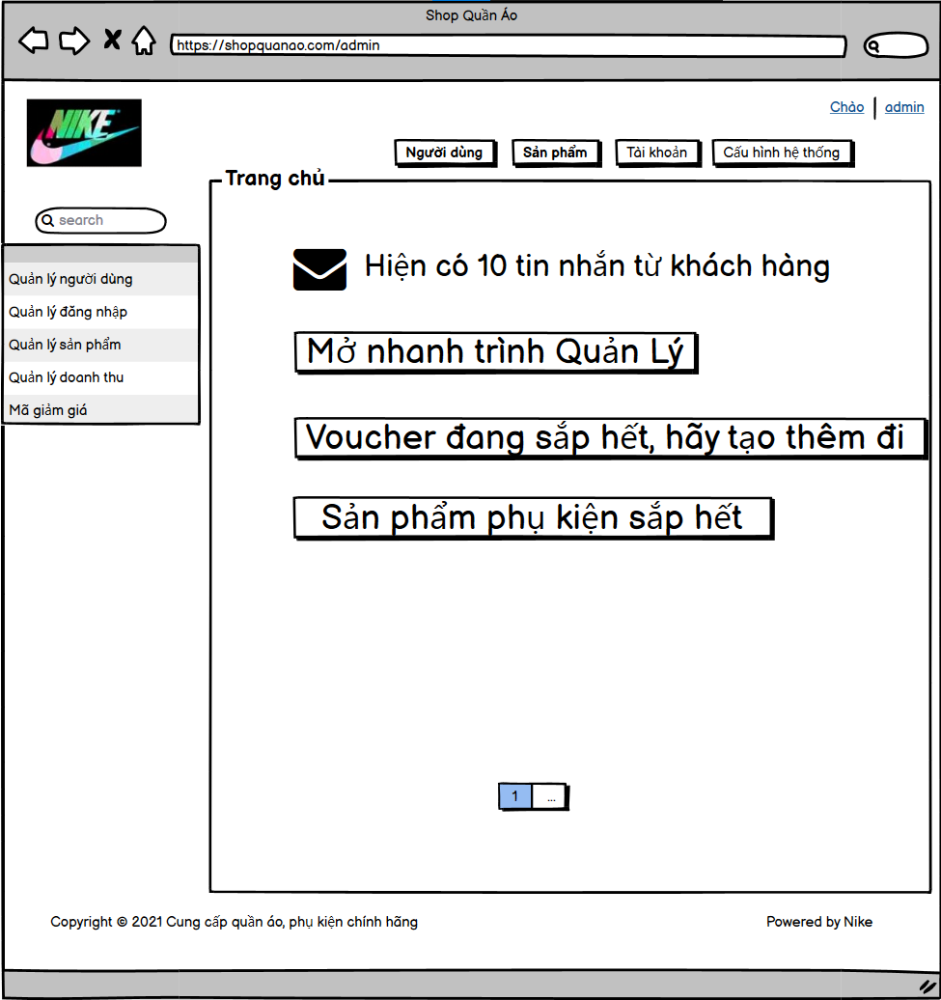 Shop Quần Áo
https://shopquanao.com/admin
NIKE
Chào admin
Người dùng Sản phẩm Tài khoản Cấu hình hệ thống
Trang chủ
search
Quản lý người dùng
Quản lý đăng nhập
Quản lý sản phẩm
Quản lý doanh thu
Mã giảm giá
Hiện có 10 tin nhắn từ khách hàng
Mở nhanh trình Quản Lý
Voucher đang sắp hết, hãy tạo thêm đi
Sản phẩm phụ kiện sắp hết
1 ...
Copyright © 2021 Cung cấp quần áo, phụ kiện chính hãng
Powered by Nike